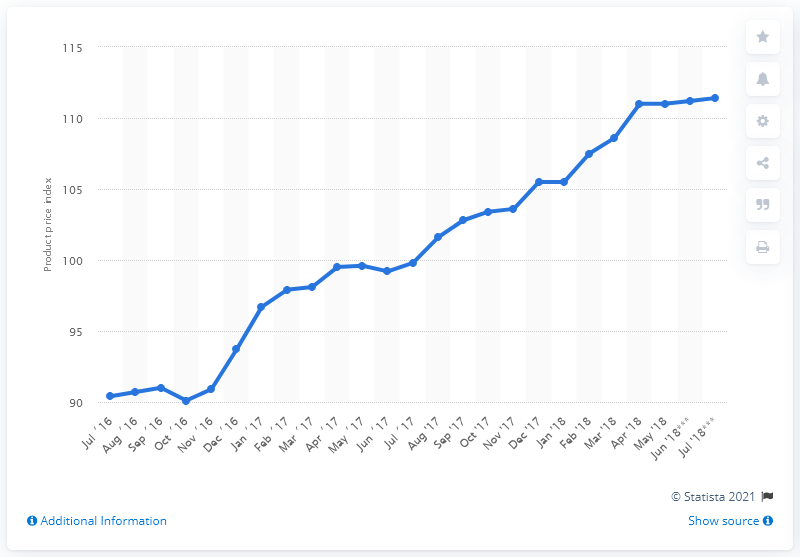 115
110
105
100
95
90
Product price index
Jul '16
Aug '16
Sep '16
Oct '16
Nov '16
Dec '16
Jan '17
Feb '17
Mar '17
Apr '17
May '17
Jun '17
Jul '17
Aug '17
Sep '17
Oct '17
Nov '17
Dec '17
Jan '18
Feb '18
Mar '18
Apr '18
May '18
Jun '18***
Jul '18***
© Statista 2021
Additional Information
Show source